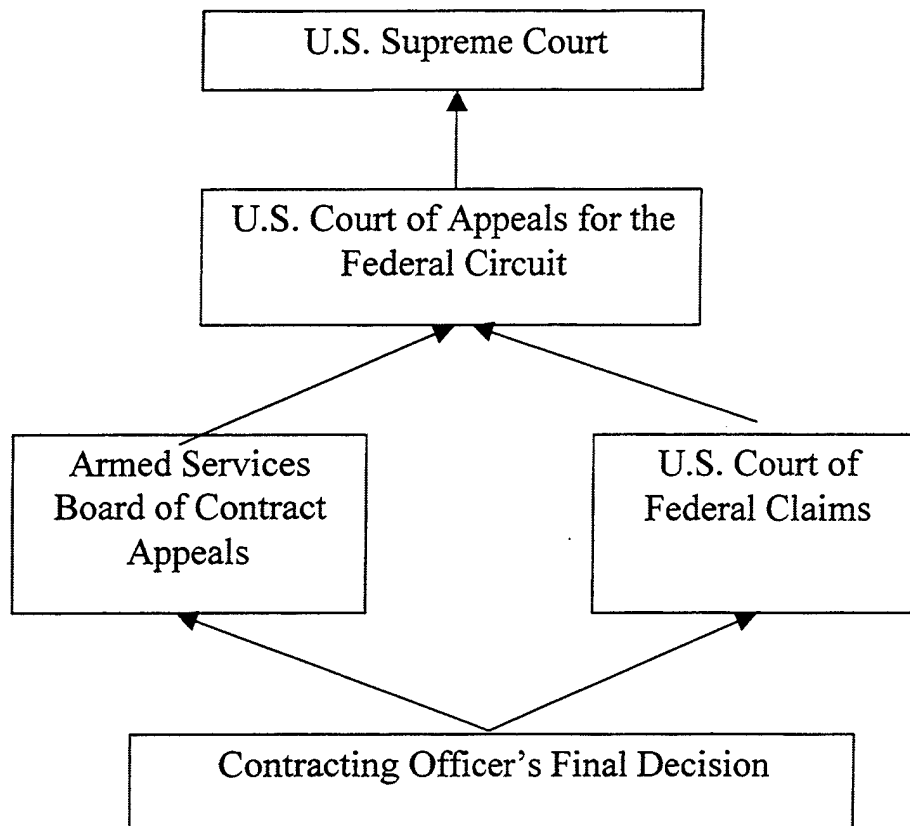 U.S. Supreme Court
U.S. Court of Appeals for the
Federal Circuit
Armed Services
Board of Contract
Appeals
U.S. Court of
Federal Claims
Contracting Officer's Final Decision